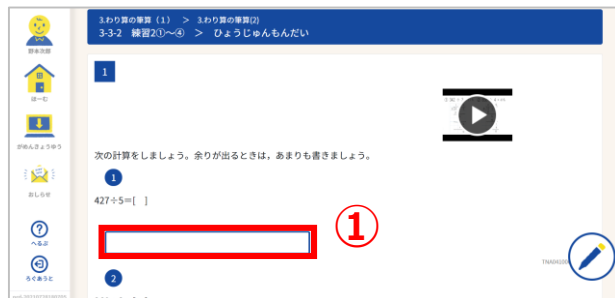 3.わり算の筆算（1） > 3.わり算の筆算(2)
3-3-2 練習2①～④ > ひょうじゅんもんだい
野本次郎
ほーむ
がめんきょうゆう
おしらせ
へるぷ
ろぐあうと
1
次の計算をしましょう。余りが出るときは，あまりも書きましょう。
1
427÷5=[ ]
①
2